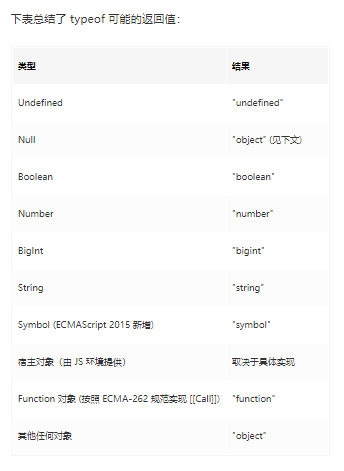 下表总结了 typeof 可能的返回值：
类型 结果
Undefined "undefined"
Null "object" (见下文)
Boolean "boolean"
Number "number"
BigInt "bigint"
String "string"
Symbol (ECMAScript 2015 新增) "symbol"
宿主对象（由 JS 环境提供） 取决于具体实现
Function 对象 (按照 ECMA-262 规范实现 [[Call]]) "function"
其他任何对象 "object"